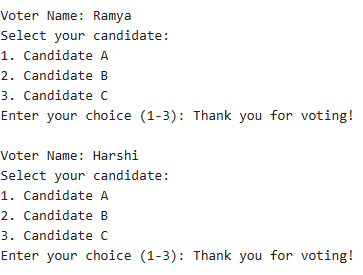 Voter Name: Ramya
Select your candidate:
1. Candidate A
2. Candidate B
3. Candidate C
Enter your choice (1-3): Thank you for voting!
Voter Name: Harshi
Select your candidate:
1. Candidate A
2. Candidate B
3. Candidate C
Enter your choice (1-3): Thank you for voting!